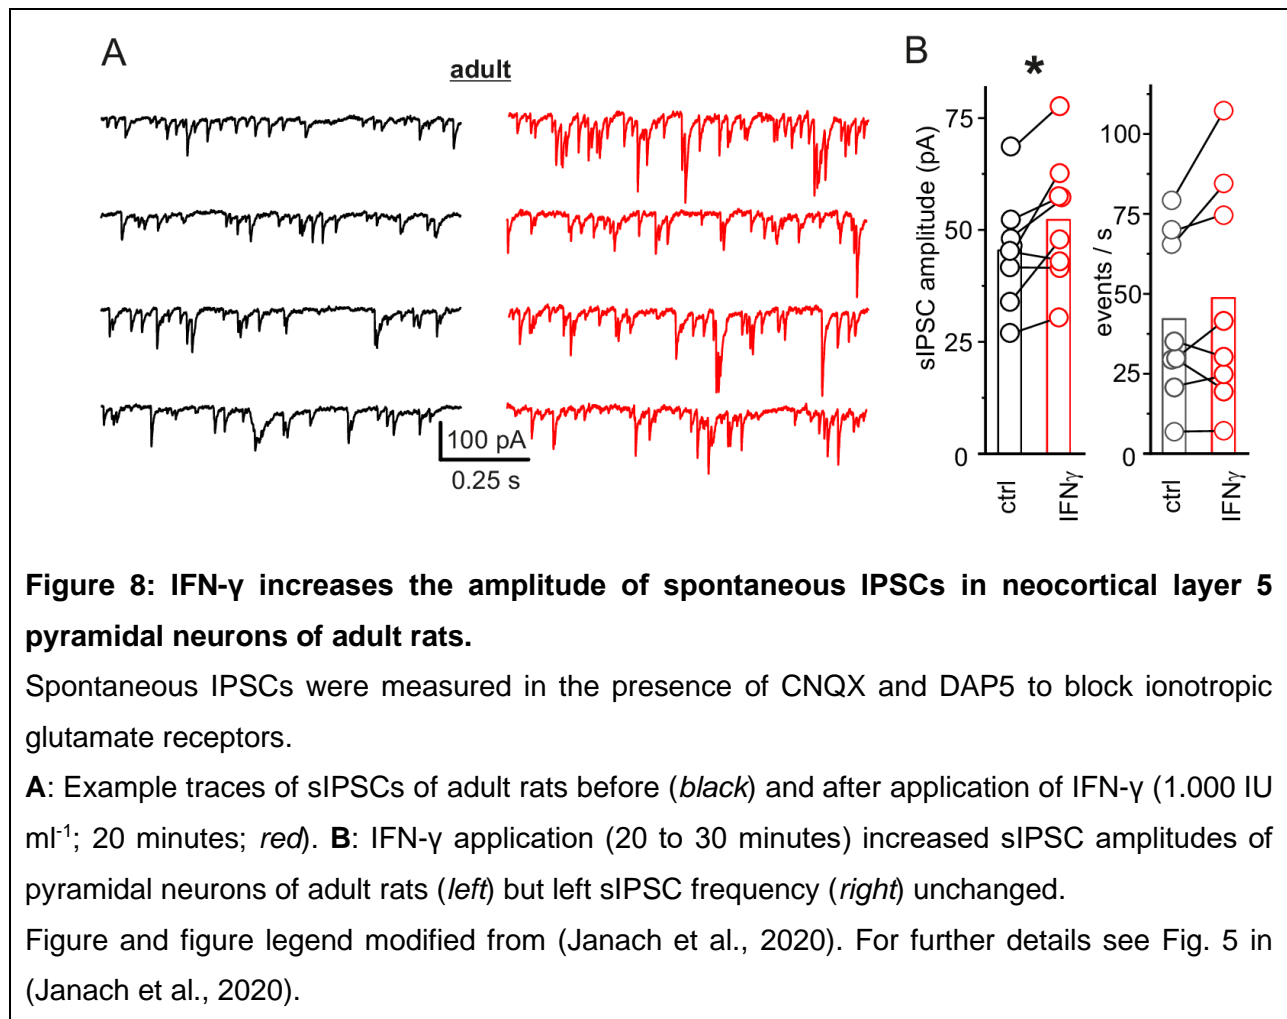 A
adult
100 pA
0.25 s
B
*
sIPSC amplitude (pA)
75
50
25
0
ctrl
IFNγ
events / s
100
75
50
25
0
ctrl
IFNγ
Figure 8: IFN-γ increases the amplitude of spontaneous IPSCs in neocortical layer 5
pyramidal neurons of adult rats.
Spontaneous IPSCs were measured in the presence of CNQX and DAP5 to block ionotropic
glutamate receptors.
A: Example traces of sIPSCs of adult rats before (black) and after application of IFN-γ (1.000 IU
ml-1; 20 minutes; red). B: IFN-γ application (20 to 30 minutes) increased sIPSC amplitudes of
pyramidal neurons of adult rats (left) but left sIPSC frequency (right) unchanged.
Figure and figure legend modified from (Janach et al., 2020). For further details see Fig. 5 in
(Janach et al., 2020).